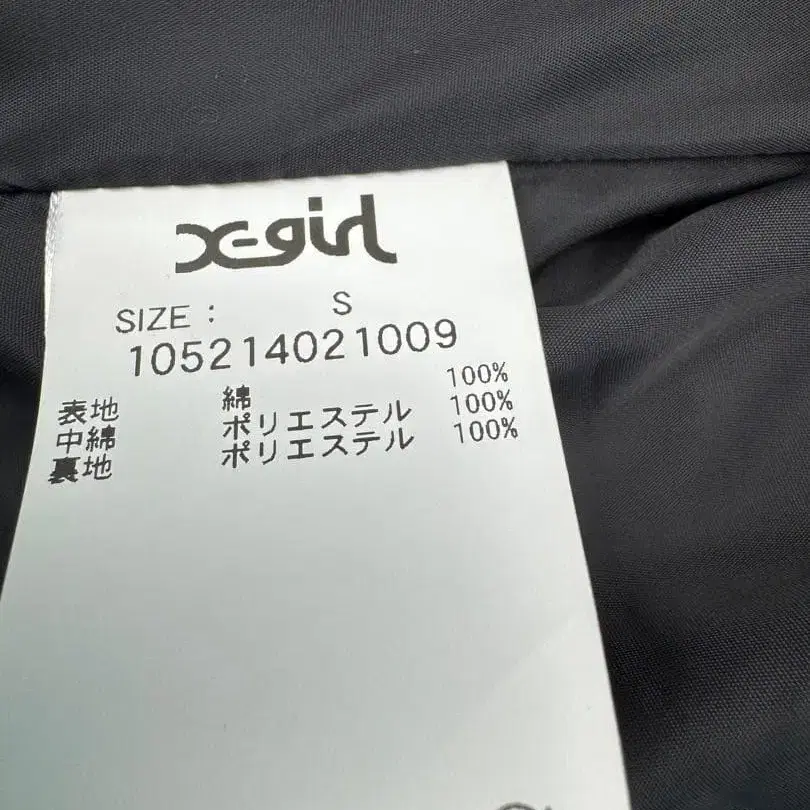 X-girl
SIZE : S
105214021009
表地 綿 100%
中綿 ポリエステル 100%
裏地 ポリエステル 100%